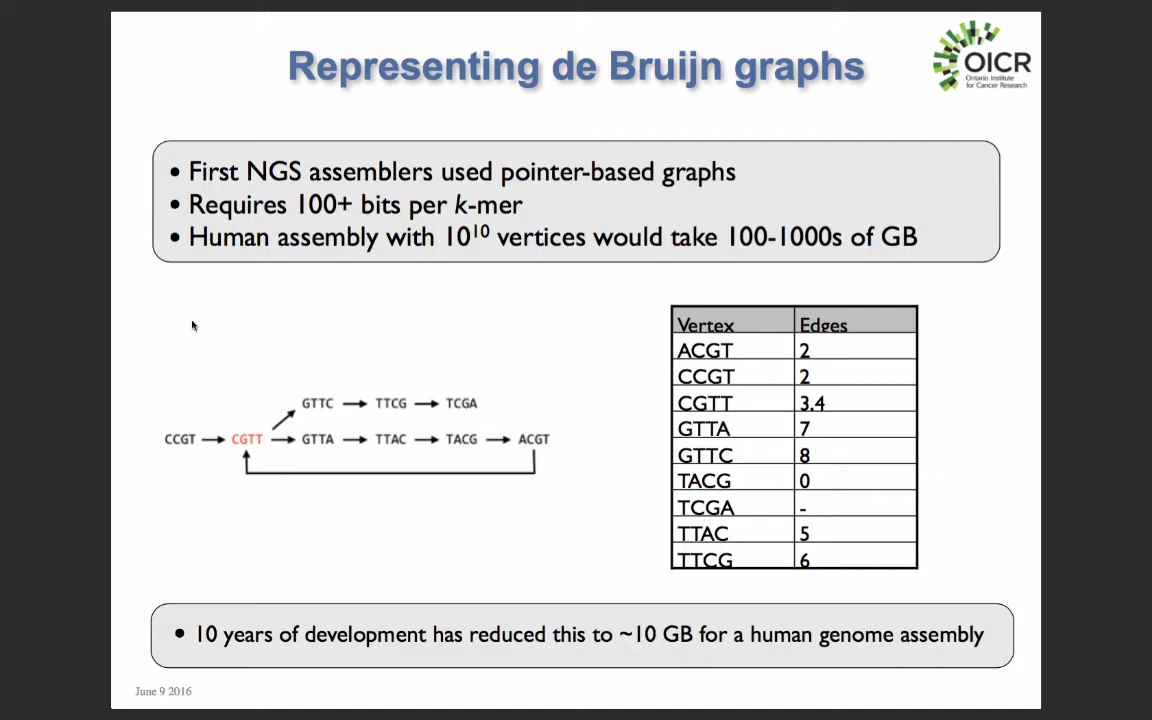 Representing de Bruijn graphs
OICR
Ontario Institute
for Cancer Research
• First NGS assemblers used pointer-based graphs
• Requires 100+ bits per k-mer
• Human assembly with 10¹⁰ vertices would take 100-1000s of GB
GTTC → TTCG → TCGA
CCGT → CGTT → GTTA → TTAC → TACG → ACGT
Vertex Edges
ACGT 2
CCGT 2
CGTT 3,4
GTTA 7
GTTC 8
TACG 0
TCGA -
TTAC 5
TTCG 6
• 10 years of development has reduced this to ~10 GB for a human genome assembly
June 9 2016